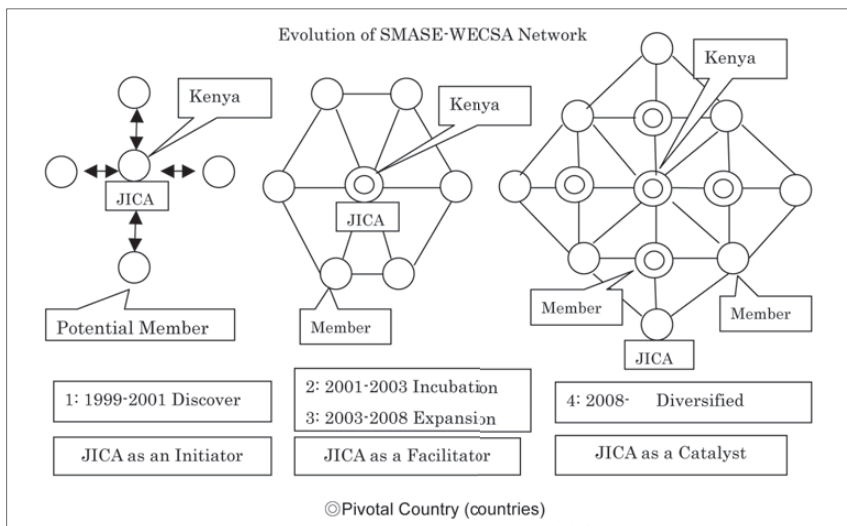 Evolution of SMASE-WECSA Network
Kenya
JICA
Potential Member
Kenya
JICA
Member
Kenya
Member
Member
JICA
1: 1999-2001 Discover
JICA as an Initiator
2: 2001-2003 Incubation
3: 2003-2008 Expansion
JICA as a Facilitator
4: 2008- Diversified
JICA as a Catalyst
◎Pivotal Country (countries)